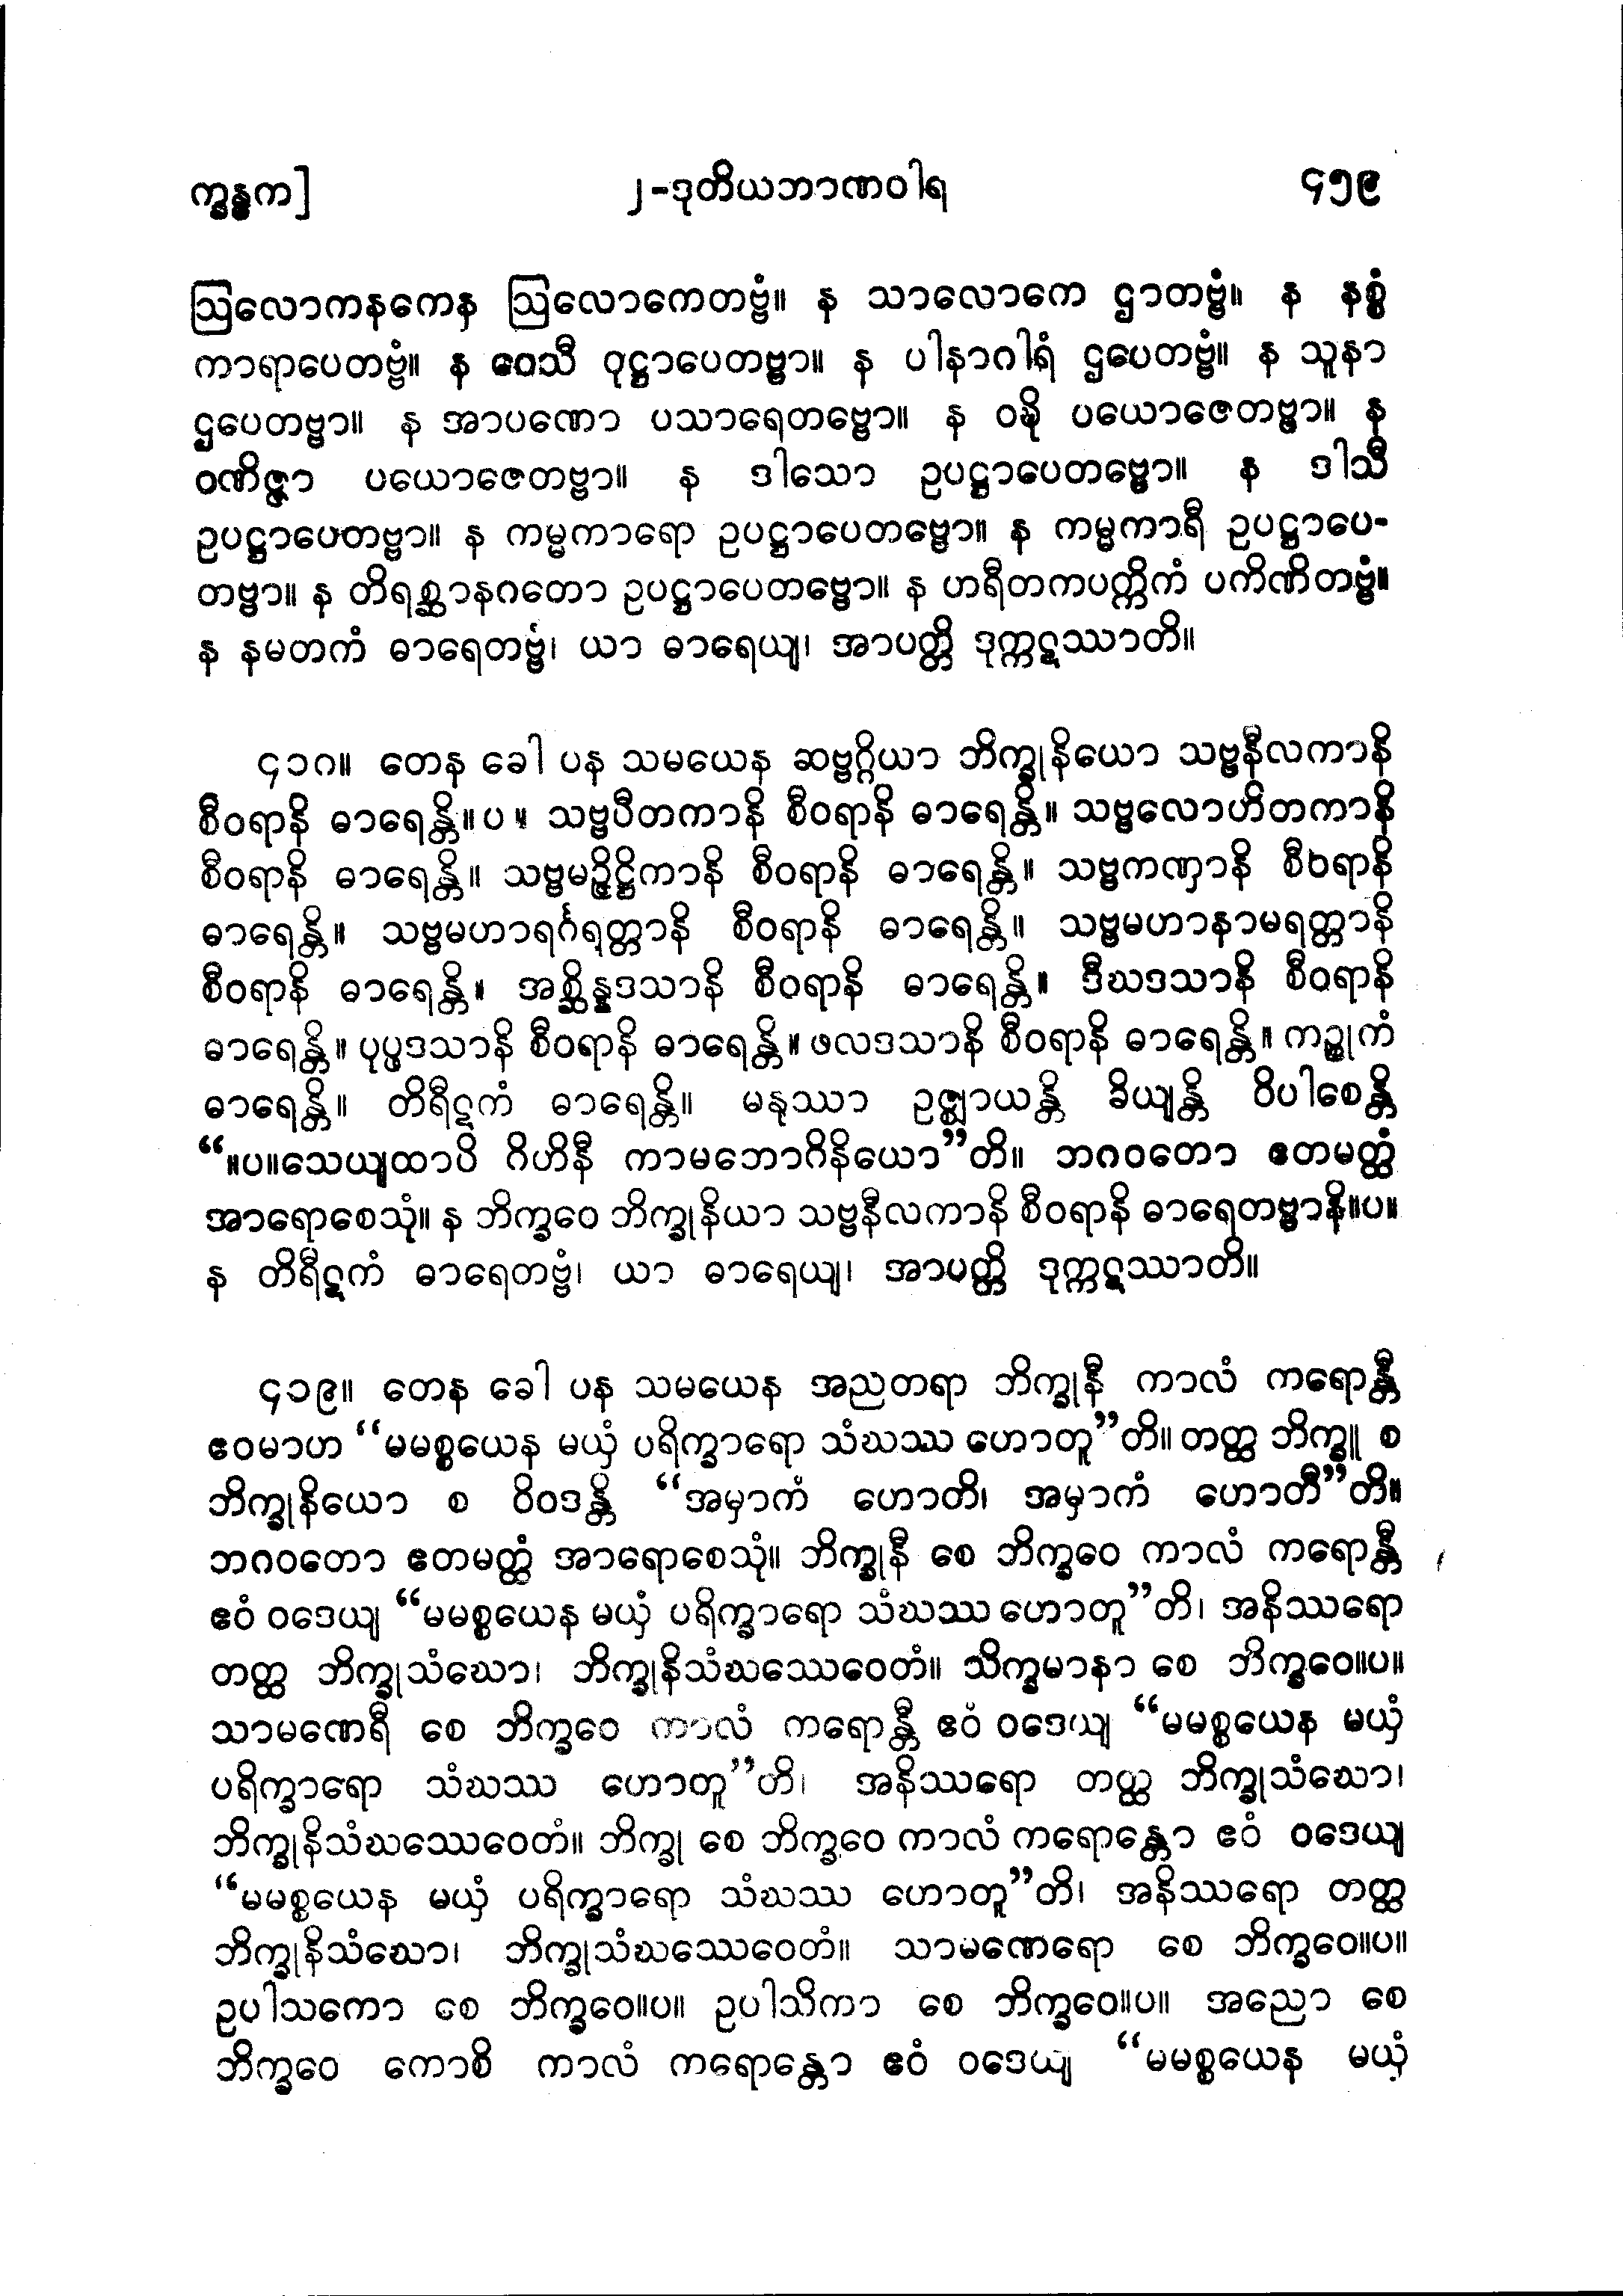 က္ခန္ဓက]
၂-ဒုတိယဘာဏဝါရ
၄၅၉
ဩလောကနကေန ဩလောကေတဗ္ဗံ။ န သာလောကေ ဌာတဗ္ဗံ။ န နစ္စံ
ကာရာပေတဗ္ဗံ။ န ဝေသီ ဝုဋ္ဌာပေတဗ္ဗာ။ န ပါနာဂါရံ ဌပေတဗ္ဗံ။ န သူနာ
ဌပေတဗ္ဗာ။ န အာပဏော ပသာရေတဗ္ဗော။ န ဝဍ္ဎိ ပယောဇေတဗ္ဗာ။ န
ဝဏိဇ္ဇာ ပယောဇေတဗ္ဗာ။ န ဒါသော ဥပဋ္ဌာပေတဗ္ဗော။ န ဒါသီ
ဥပဋ္ဌာပေတဗ္ဗာ။ န ကမ္မကာရော ဥပဋ္ဌာပေတဗ္ဗော။ န ကမ္မကာရီ ဥပဋ္ဌာပေ-
တဗ္ဗာ။ န တိရစ္ဆာနဂတော ဥပဋ္ဌာပေတဗ္ဗော။ န ဟရီတကပက္ကိကံ ပကိဏိတဗ္ဗံ။
န နမတကံ ဓာရေတဗ္ဗံ၊ ယာ ဓာရေယျ၊ အာပတ္တိ ဒုက္ကဋဿာတိ။
၄၁၈။ တေန ခေါ ပန သမယေန ဆဗ္ဗဂ္ဂိယာ ဘိက္ခုနိယော သဗ္ဗနီလကာနိ
စီဝရာနိ ဓာရေန္တိ။ပ။ သဗ္ဗပီတကာနိ စီဝရာနိ ဓာရေန္တိ။ သဗ္ဗလောဟိတကာနိ
စီဝရာနိ ဓာရေန္တိ။ သဗ္ဗမဉ္ဇိဋ္ဌိကာနိ စီဝရာနိ ဓာရေန္တိ။ သဗ္ဗကဏှာနိ စီဝရာနိ
ဓာရေန္တိ။ သဗ္ဗမဟာရင်္ဂရတ္တာနိ စီဝရာနိ ဓာရေန္တိ။ သဗ္ဗမဟာနာမရတ္တာနိ
စီဝရာနိ ဓာရေန္တိ။ အစ္ဆိန္နဒသာနိ စီဝရာနိ ဓာရေန္တိ။ ဒီဃဒသာနိ စီဝရာနိ
ဓာရေန္တိ။ ပုပ္ဖဒသာနိ စီဝရာနိ ဓာရေန္တိ။ ဖလဒသာနိ စီဝရာနိ ဓာရေန္တိ။ ကဉ္စုကံ
ဓာရေန္တိ။ တိရီဋကံ ဓာရေန္တိ။ မနုဿာ ဥဇ္ဈာယန္တိ ခိယျန္တိ ဝိပါစေန္တိ
“။ပ။သေယျထာပိ ဂိဟိနီ ကာမဘောဂိနိယော”တိ။ ဘဂဝတော ဧတမတ္ထံ
အာရောစေသုံ။ န ဘိက္ခဝေ ဘိက္ခုနိယာ သဗ္ဗနီလကာနိ စီဝရာနိ ဓာရေတဗ္ဗာနိ။ပ။
န တိရီဋကံ ဓာရေတဗ္ဗံ၊ ယာ ဓာရေယျ၊ အာပတ္တိ ဒုက္ကဋဿာတိ။
၄၁၉။ တေန ခေါ ပန သမယေန အညတရာ ဘိက္ခုနီ ကာလံ ကရောန္တီ
ဧဝမာဟ “မမစ္စယေန မယှံ ပရိက္ခာရော သံဃဿ ဟောတူ”တိ။ တတ္ထ ဘိက္ခူ စ
ဘိက္ခုနိယော စ ဝိဝဒန္တိ “အမှာကံ ဟောတိ၊ အမှာကံ ဟောတီ”တိ။
ဘဂဝတော ဧတမတ္ထံ အာရောစေသုံ။ ဘိက္ခုနီ စေ ဘိက္ခဝေ ကာလံ ကရောန္တီ
ဧဝံ ဝဒေယျ “မမစ္စယေန မယှံ ပရိက္ခာရော သံဃဿ ဟောတူ”တိ၊ အနိဿရော
တတ္ထ ဘိက္ခုသံဃော၊ ဘိက္ခုနိသံဃဿေဝေတံ။ သိက္ခမာနာ စေ ဘိက္ခဝေ။ပ။
သာမဏေရီ စေ ဘိက္ခဝေ ကာလံ ကရောန္တီ ဧဝံ ဝဒေယျ “မမစ္စယေန မယှံ
ပရိက္ခာရော သံဃဿ ဟောတူ”တိ၊ အနိဿရော တတ္ထ ဘိက္ခုသံဃော၊
ဘိက္ခုနိသံဃဿေဝေတံ။ ဘိက္ခု စေ ဘိက္ခဝေ ကာလံ ကရောန္တော ဧဝံ ဝဒေယျ
“မမစ္စယေန မယှံ ပရိက္ခာရော သံဃဿ ဟောတူ”တိ၊ အနိဿရော တတ္ထ
ဘိက္ခုနိသံဃော၊ ဘိက္ခုသံဃဿေဝေတံ။ သာမဏေရော စေ ဘိက္ခဝေ။ပ။
ဥပါသကော စေ ဘိက္ခဝေ။ပ။ ဥပါသိကာ စေ ဘိက္ခဝေ။ပ။ အညော စေ
ဘိက္ခဝေ ကောစိ ကာလံ ကရောန္တော ဧဝံ ဝဒေယျ “မမစ္စယေန မယှံ